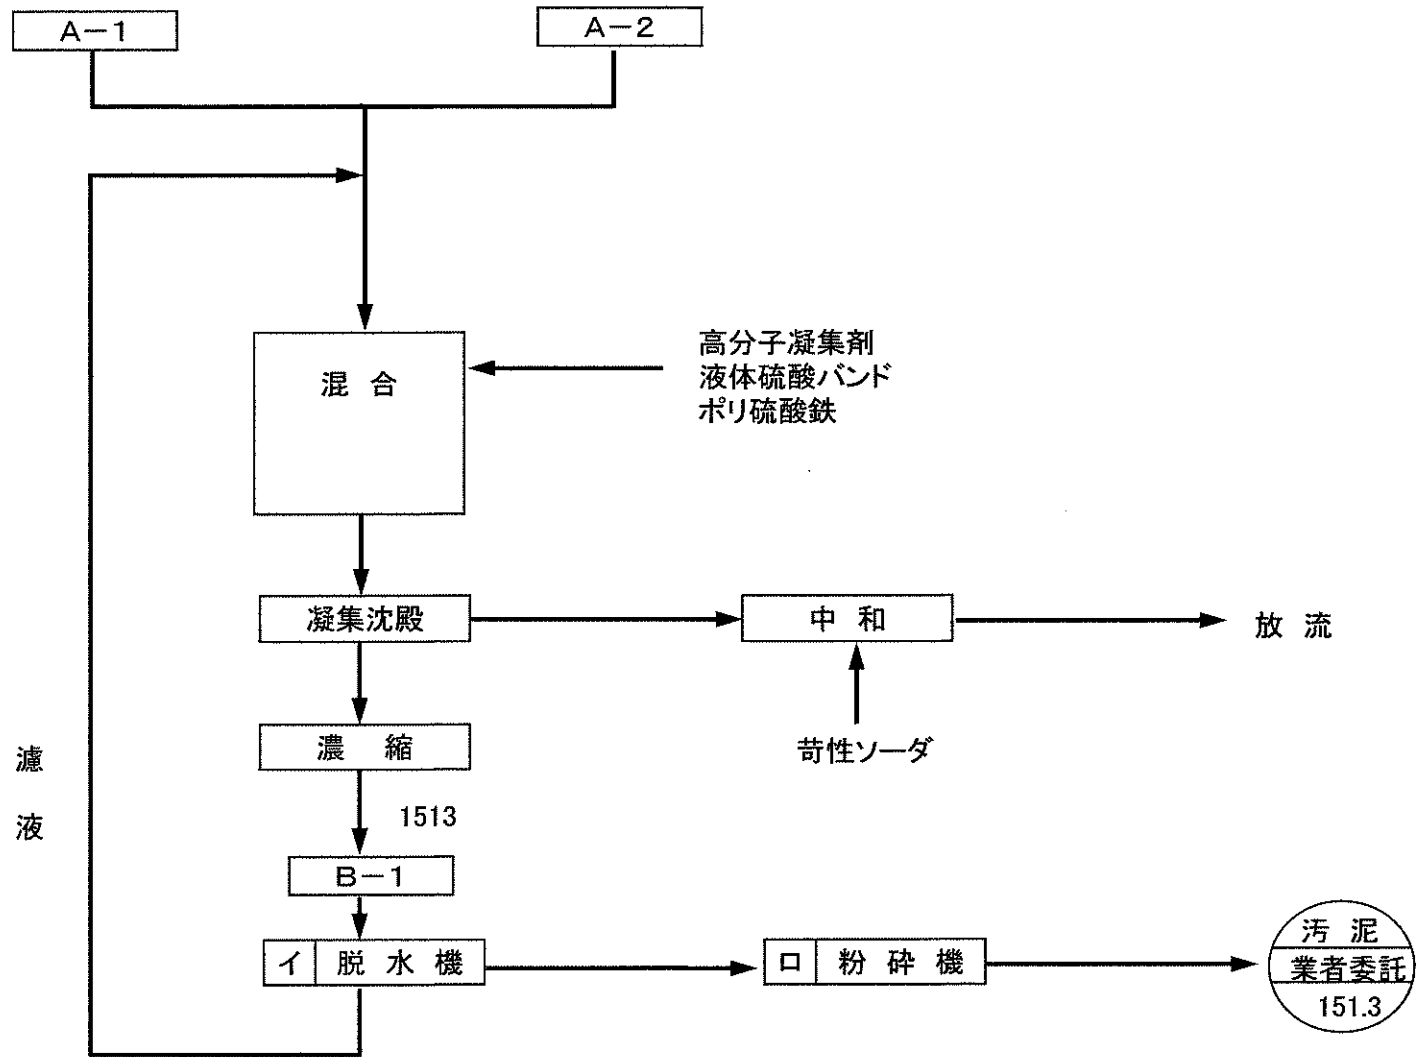 A-1
A-2
高分子凝集剤
液体硫酸バンド
ポリ硫酸鉄
混 合
凝集沈殿
中 和
放 流
濃 縮
苛性ソーダ
濾
液
1513
B-1
イ 脱 水 機
ロ 粉 砕 機
汚 泥
業者委託
151.3